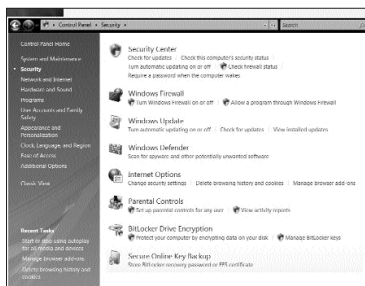 Control Panel ▸ Security ▸
Search
Control Panel Home
System and Maintenance
Security
Network and Internet
Hardware and Sound
Programs
User Accounts and Family Safety
Appearance and Personalization
Clock, Language, and Region
Ease of Access
Additional Options
Classic View
Recent Tasks
Start or stop using autoplay for all media and devices
Manage browser add-ons
Delete browsing history and cookies
Security Center
Check for updates | Check this computer's security status
Turn automatic updating on or off | Check firewall status
Require a password when the computer wakes
Windows Firewall
Turn Windows Firewall on or off | Allow a program through Windows Firewall
Windows Update
Turn automatic updating on or off | Check for updates | View installed updates
Windows Defender
Scan for spyware and other potentially unwanted software
Internet Options
Change security settings | Delete browsing history and cookies | Manage browser add-ons
Parental Controls
Set up parental controls for any user | View activity reports
BitLocker Drive Encryption
Protect your computer by encrypting data on your disk | Manage BitLocker keys
Secure Online Key Backup
Store BitLocker recovery password or EFS certificate